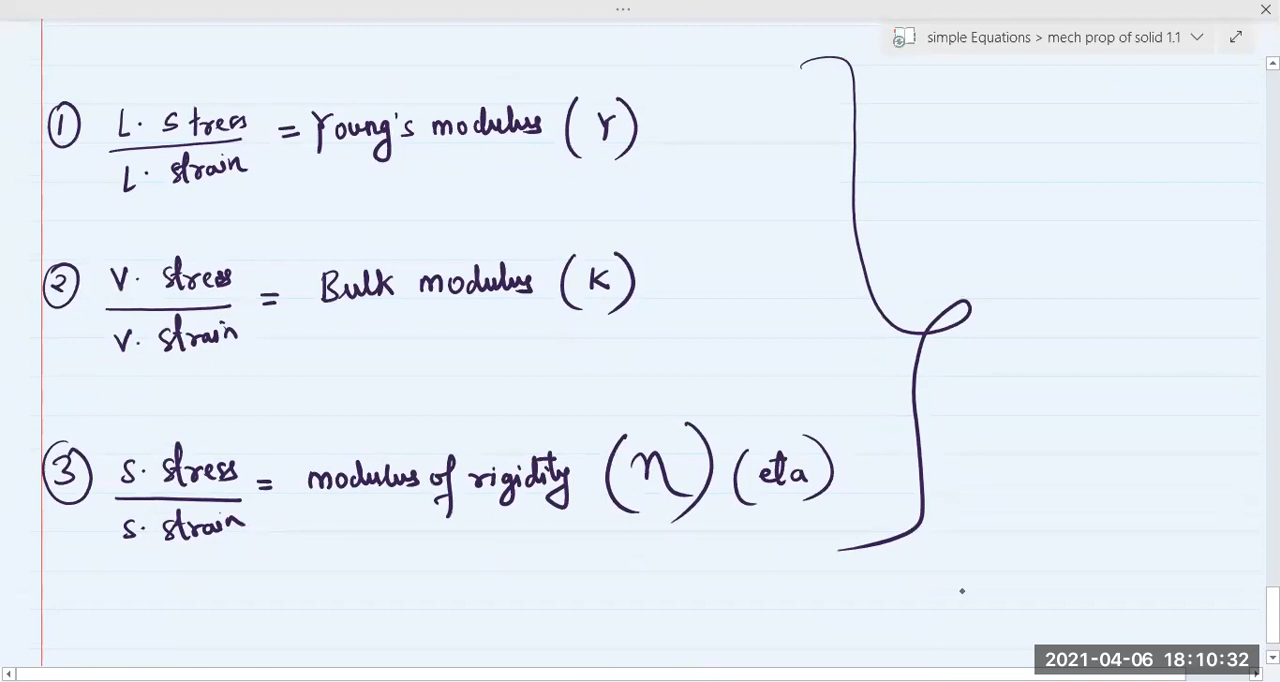 simple Equations > mech prop of solid 1.1
① L. stress / L. strain = Young's modulus (Y)
② V. stress / V. strain = Bulk modulus (K)
③ S. stress / S. strain = modulus of rigidity (η) (eta)
2021-04-06 18:10:32